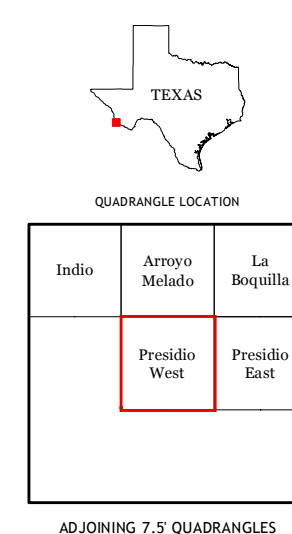 TEXAS
QUADRANGLE LOCATION
Indio
Arroyo
Melado
La
Boquilla
Presidio
West
Presidio
East
ADJOINING 7.5' QUADRANGLES